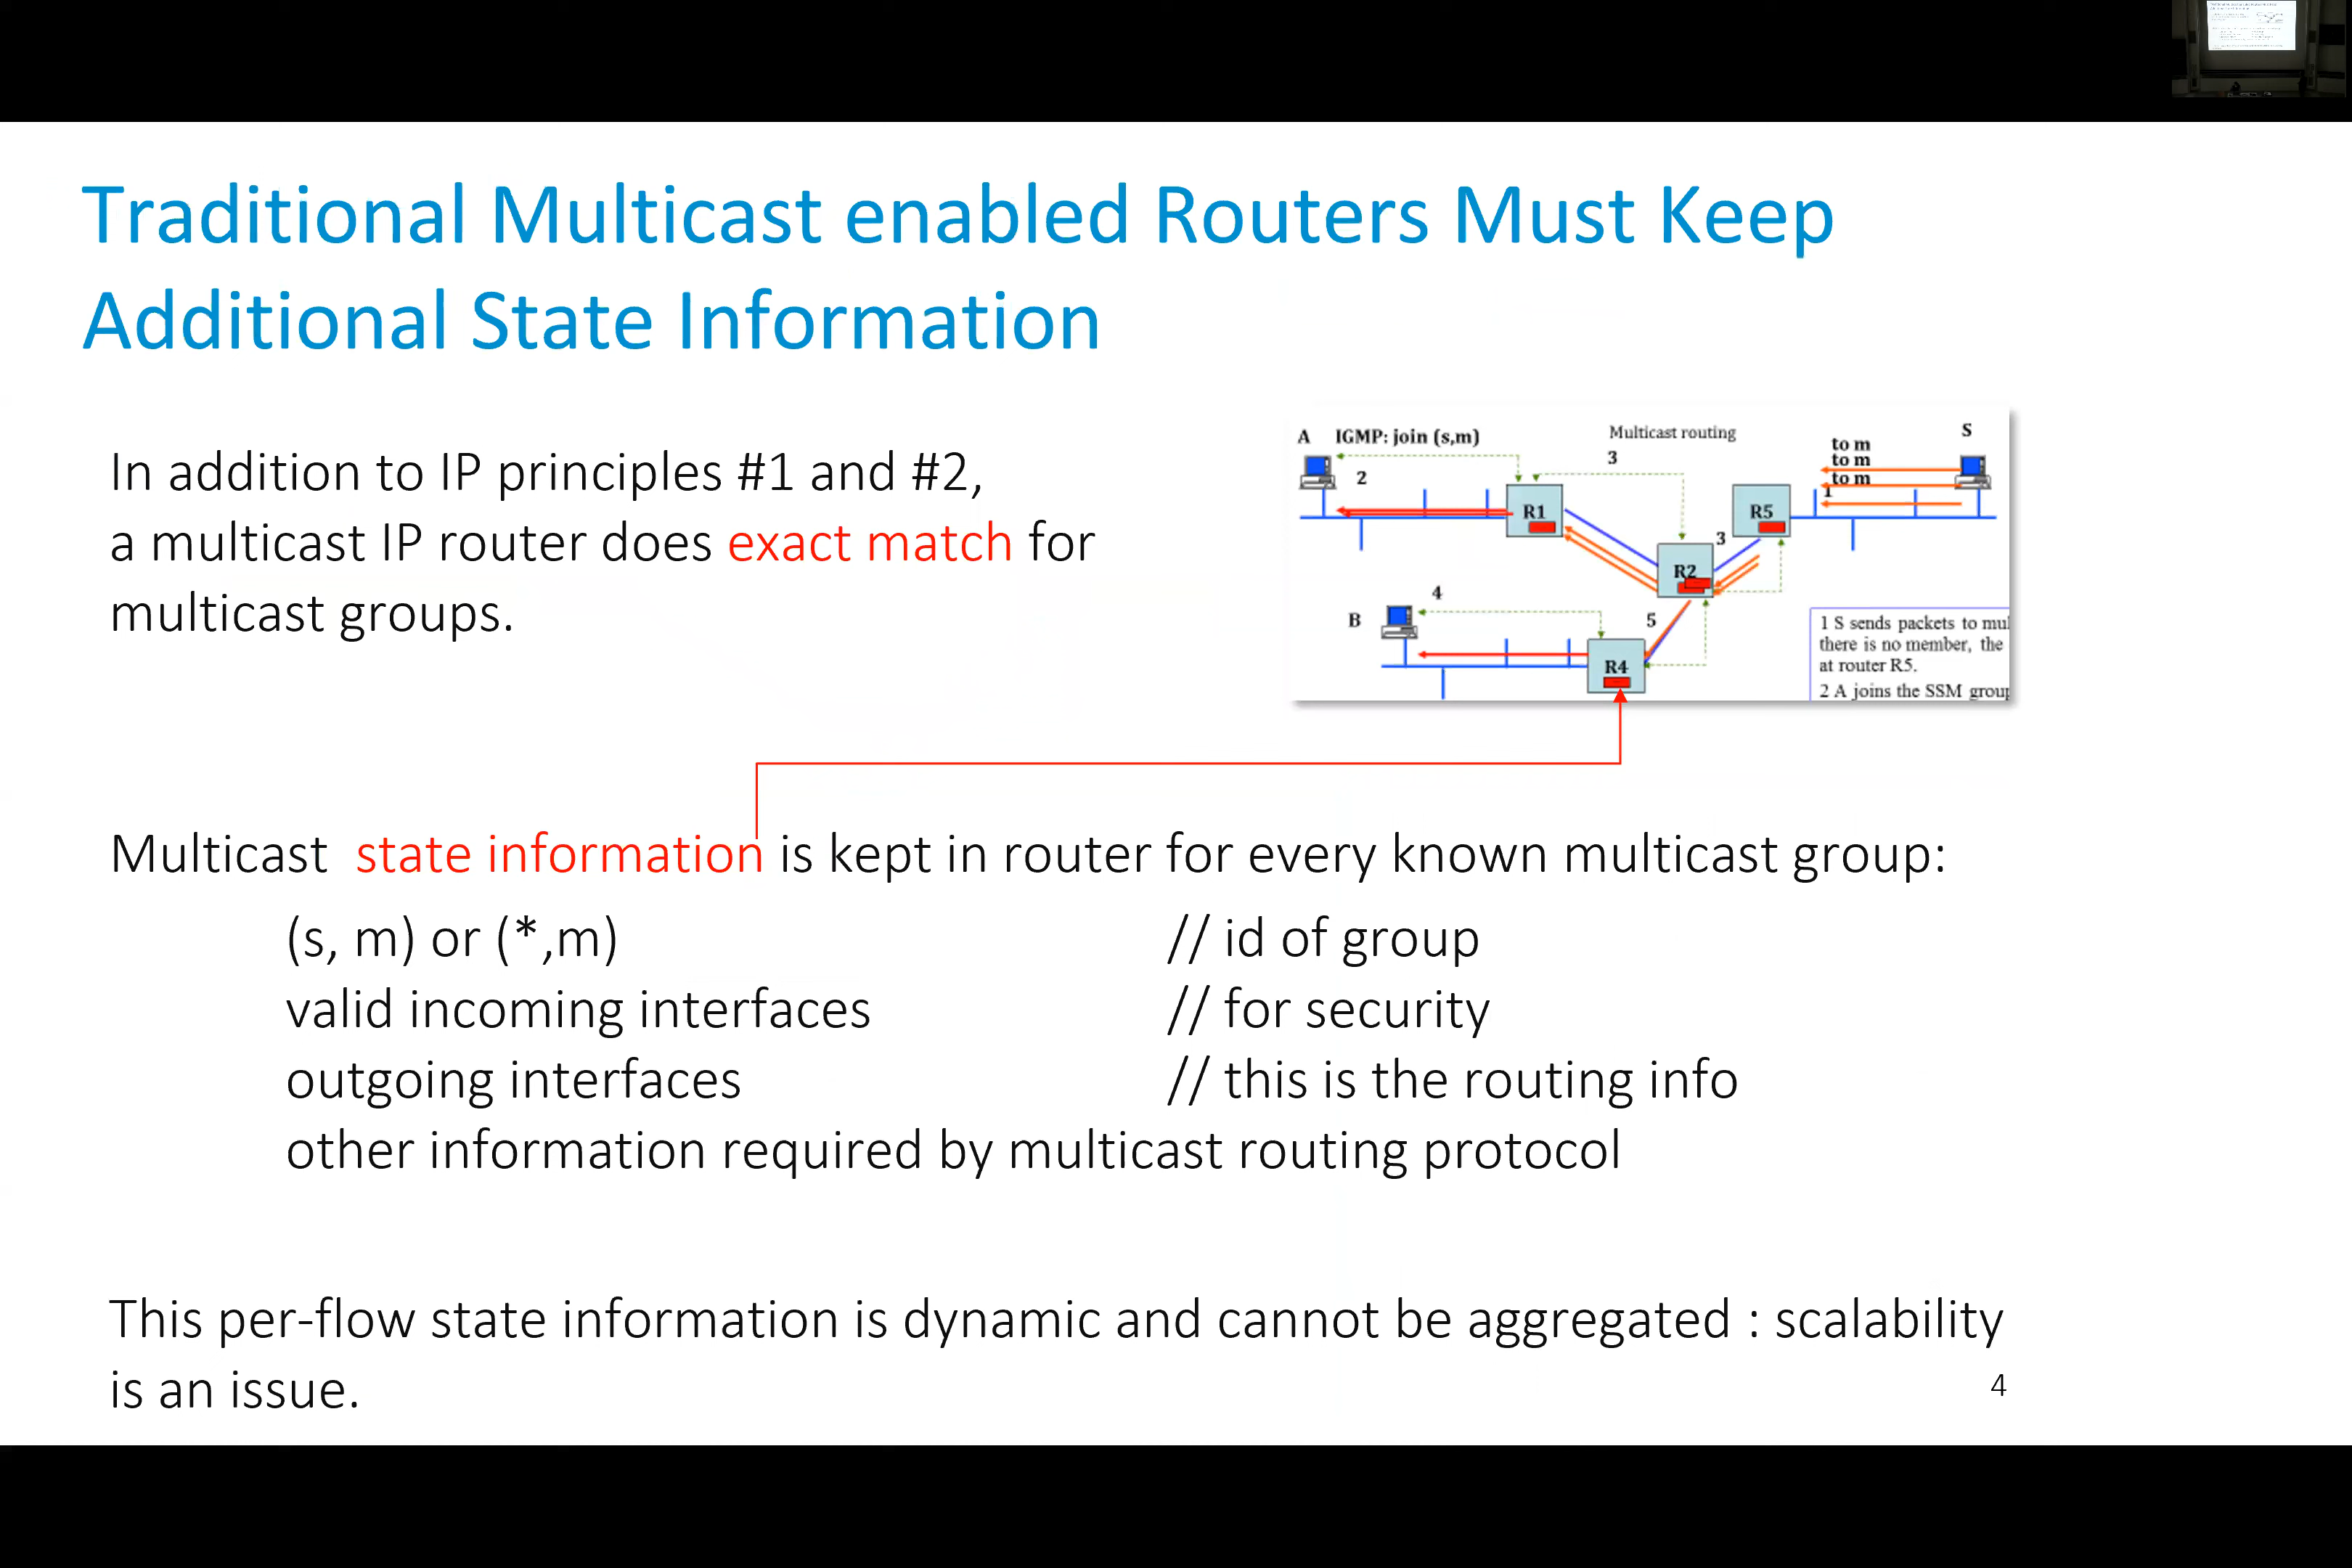 Traditional Multicast enabled Routers Must Keep
Additional State Information
In addition to IP principles #1 and #2,
a multicast IP router does exact match for
multicast groups.
A IGMP: join (s,m)
Multicast routing
3
to m
to m
to m
S
2
1
R1
R5
3
R2
4
B
5
R4
1 S sends packets to mul
there is no member, the
at router R5.
2 A joins the SSM group
Multicast state information is kept in router for every known multicast group:
(s, m) or (*,m) // id of group
valid incoming interfaces // for security
outgoing interfaces // this is the routing info
other information required by multicast routing protocol
This per-flow state information is dynamic and cannot be aggregated : scalability
is an issue.
4